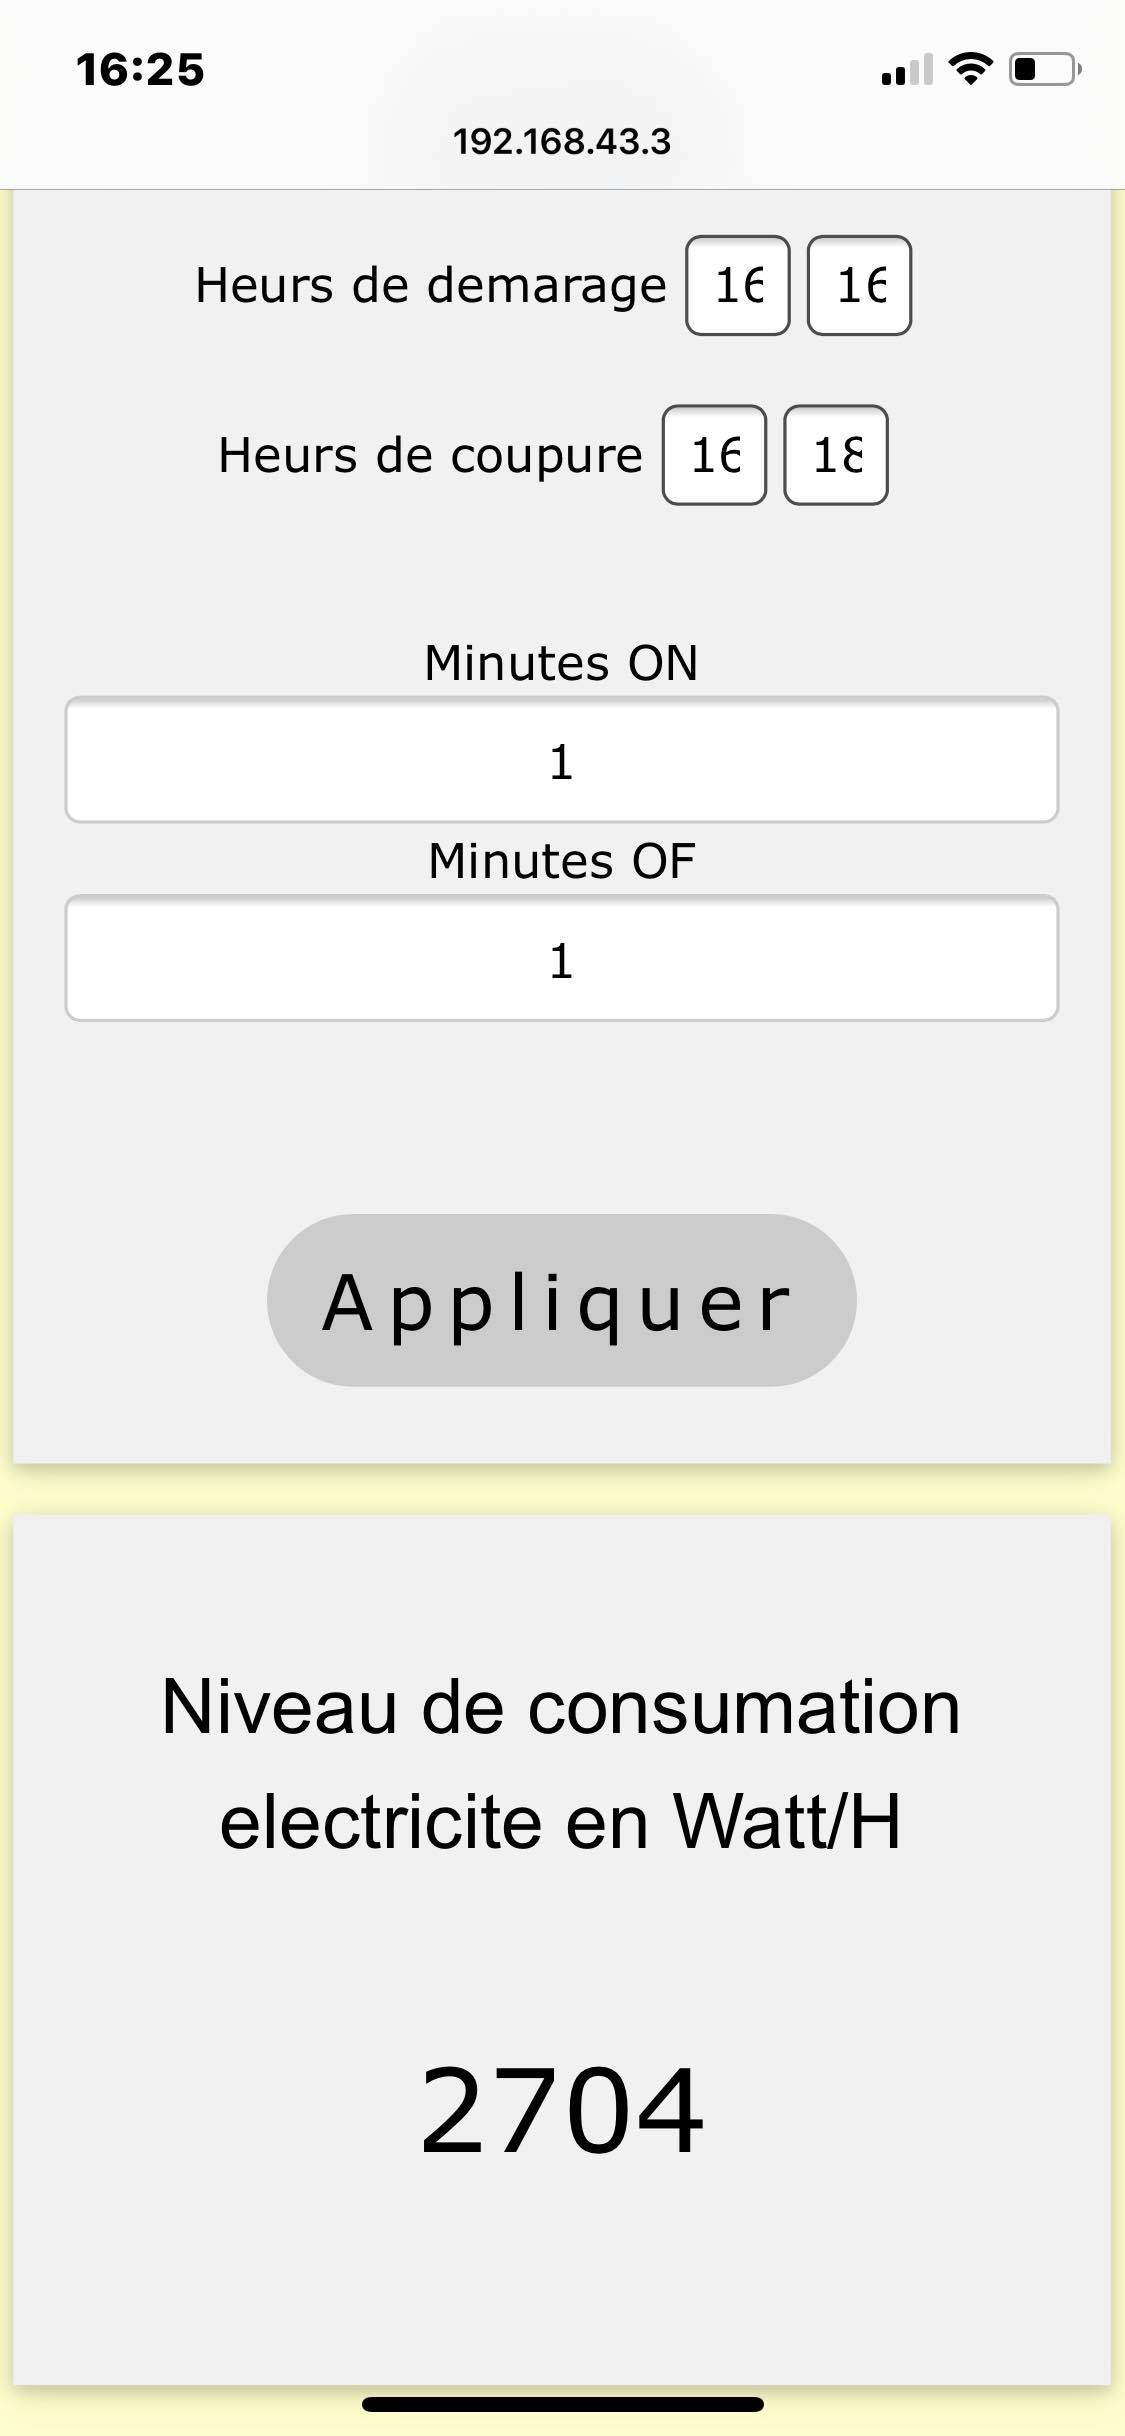 16:25
192.168.43.3
Heurs de demarage 16 16
Heurs de coupure 16 18
Minutes ON
1
Minutes OF
1
Appliquer
Niveau de consumation
electricite en Watt/H
2704